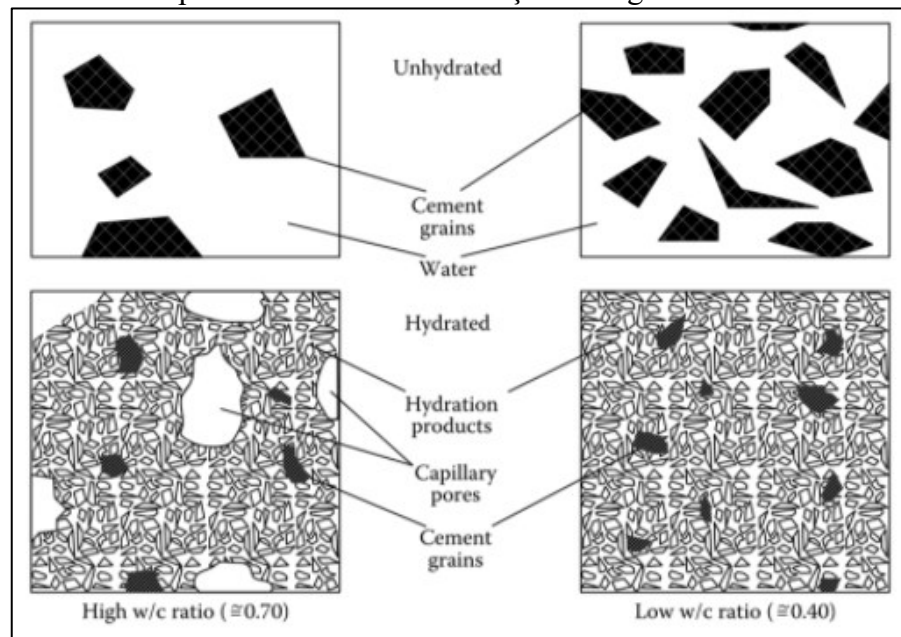 Unhydrated
Cement
grains
Water
Hydrated
Hydration
products
Capillary
pores
Cement
grains
High w/c ratio (≅0.70)
Low w/c ratio (≅0.40)